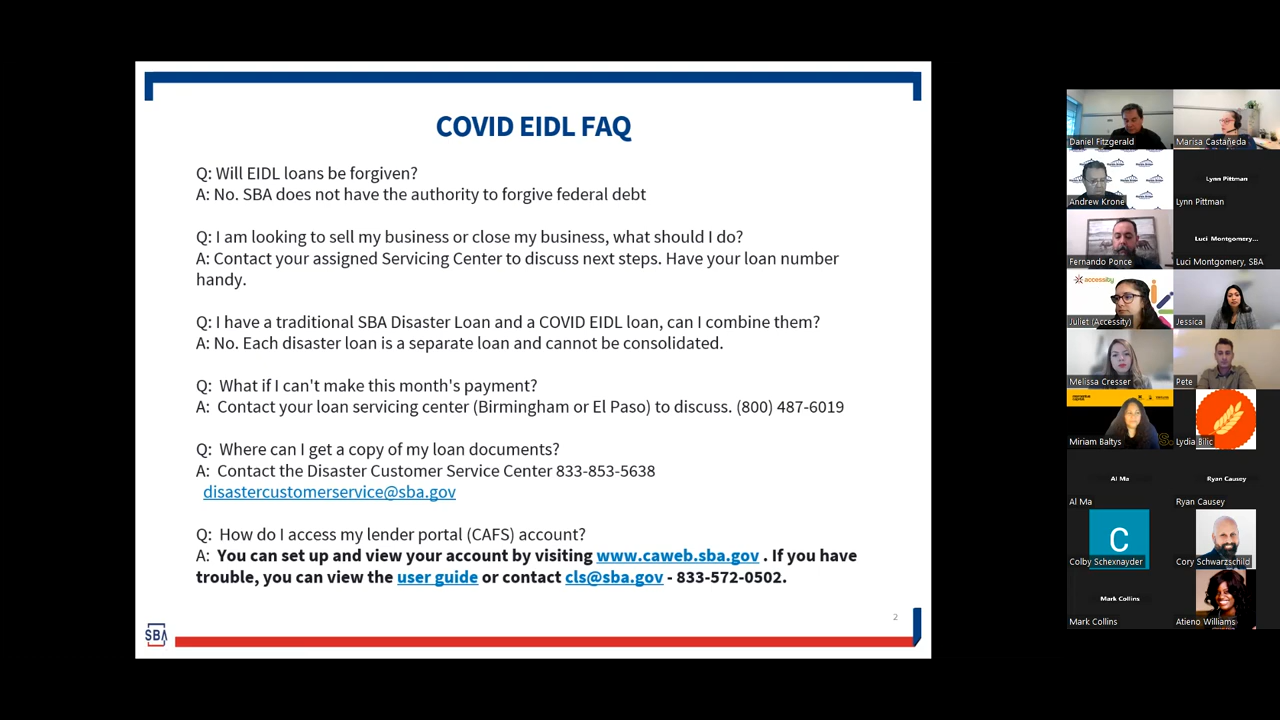 COVID EIDL FAQ
Q: Will EIDL loans be forgiven?
A: No. SBA does not have the authority to forgive federal debt
Q: I am looking to sell my business or close my business, what should I do?
A: Contact your assigned Servicing Center to discuss next steps. Have your loan number
handy.
Q: I have a traditional SBA Disaster Loan and a COVID EIDL loan, can I combine them?
A: No. Each disaster loan is a separate loan and cannot be consolidated.
Q:  What if I can't make this month's payment?
A:  Contact your loan servicing center (Birmingham or El Paso) to discuss. (800) 487-6019
Q:  Where can I get a copy of my loan documents?
A:  Contact the Disaster Customer Service Center 833-853-5638
disastercustomerservice@sba.gov
Q:  How do I access my lender portal (CAFS) account?
A:  You can set up and view your account by visiting www.caweb.sba.gov . If you have
trouble, you can view the user guide or contact cls@sba.gov - 833-572-0502.
2
SBA
Daniel Fitzgerald
Marisa Castañeda
Andrew Krone
Lynn Pittman
Lynn Pittman
Fernando Ponce
Luci Montgomery...
Luci Montgomery, SBA
accessity
Juliet (Accessity)
Jessica
Melissa Cresser
Pete
Miriam Baltys
Lydia Bilic
Al Ma
Al Ma
Ryan Causey
Ryan Causey
C
Colby Schexnayder
Cory Schwarzschild
Mark Collins
Mark Collins
Atieno Williams